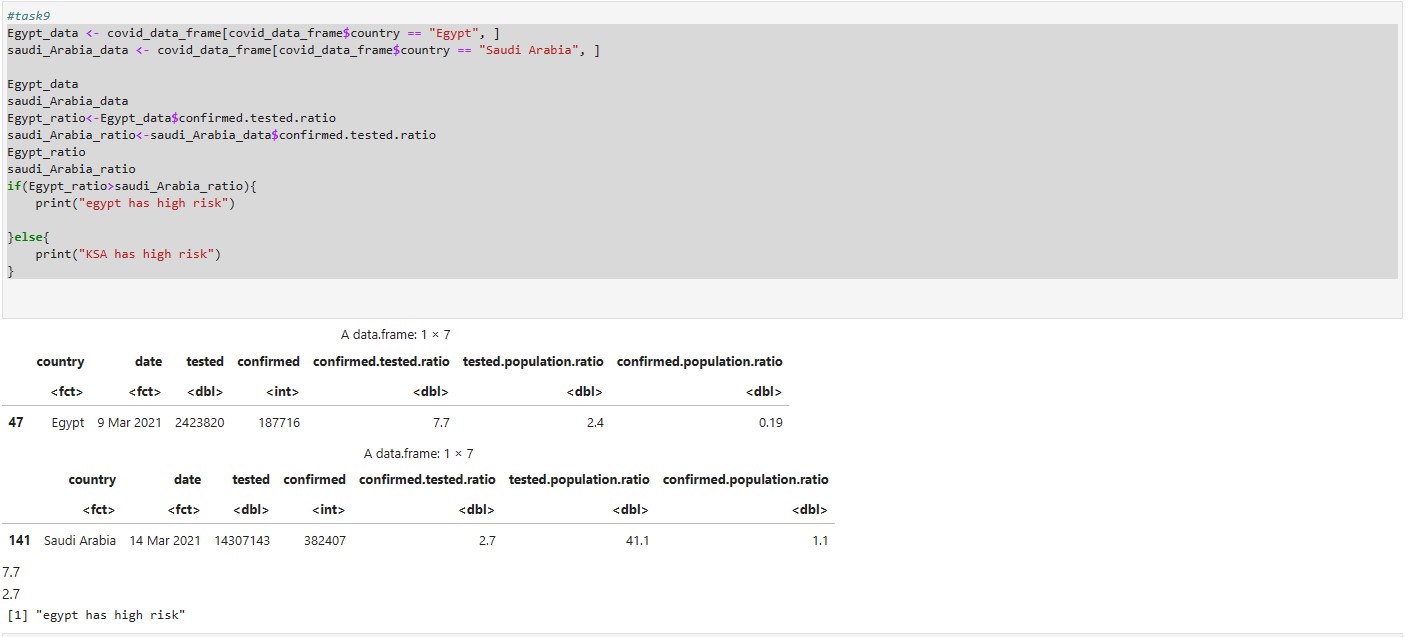 #task9
Egypt_data <- covid_data_frame[covid_data_frame$country == "Egypt", ]
saudi_Arabia_data <- covid_data_frame[covid_data_frame$country == "Saudi Arabia", ]
Egypt_data
saudi_Arabia_data
Egypt_ratio<-Egypt_data$confirmed.tested.ratio
saudi_Arabia_ratio<-saudi_Arabia_data$confirmed.tested.ratio
Egypt_ratio
saudi_Arabia_ratio
if(Egypt_ratio>saudi_Arabia_ratio){
    print("egypt has high risk")
}else{
    print("KSA has high risk")
}
A data.frame: 1 × 7
country date tested confirmed confirmed.tested.ratio tested.population.ratio confirmed.population.ratio
<fct> <fct> <dbl> <int> <dbl> <dbl> <dbl>
47 Egypt 9 Mar 2021 2423820 187716 7.7 2.4 0.19
A data.frame: 1 × 7
country date tested confirmed confirmed.tested.ratio tested.population.ratio confirmed.population.ratio
<fct> <fct> <dbl> <int> <dbl> <dbl> <dbl>
141 Saudi Arabia 14 Mar 2021 14307143 382407 2.7 41.1 1.1
7.7
2.7
[1] "egypt has high risk"